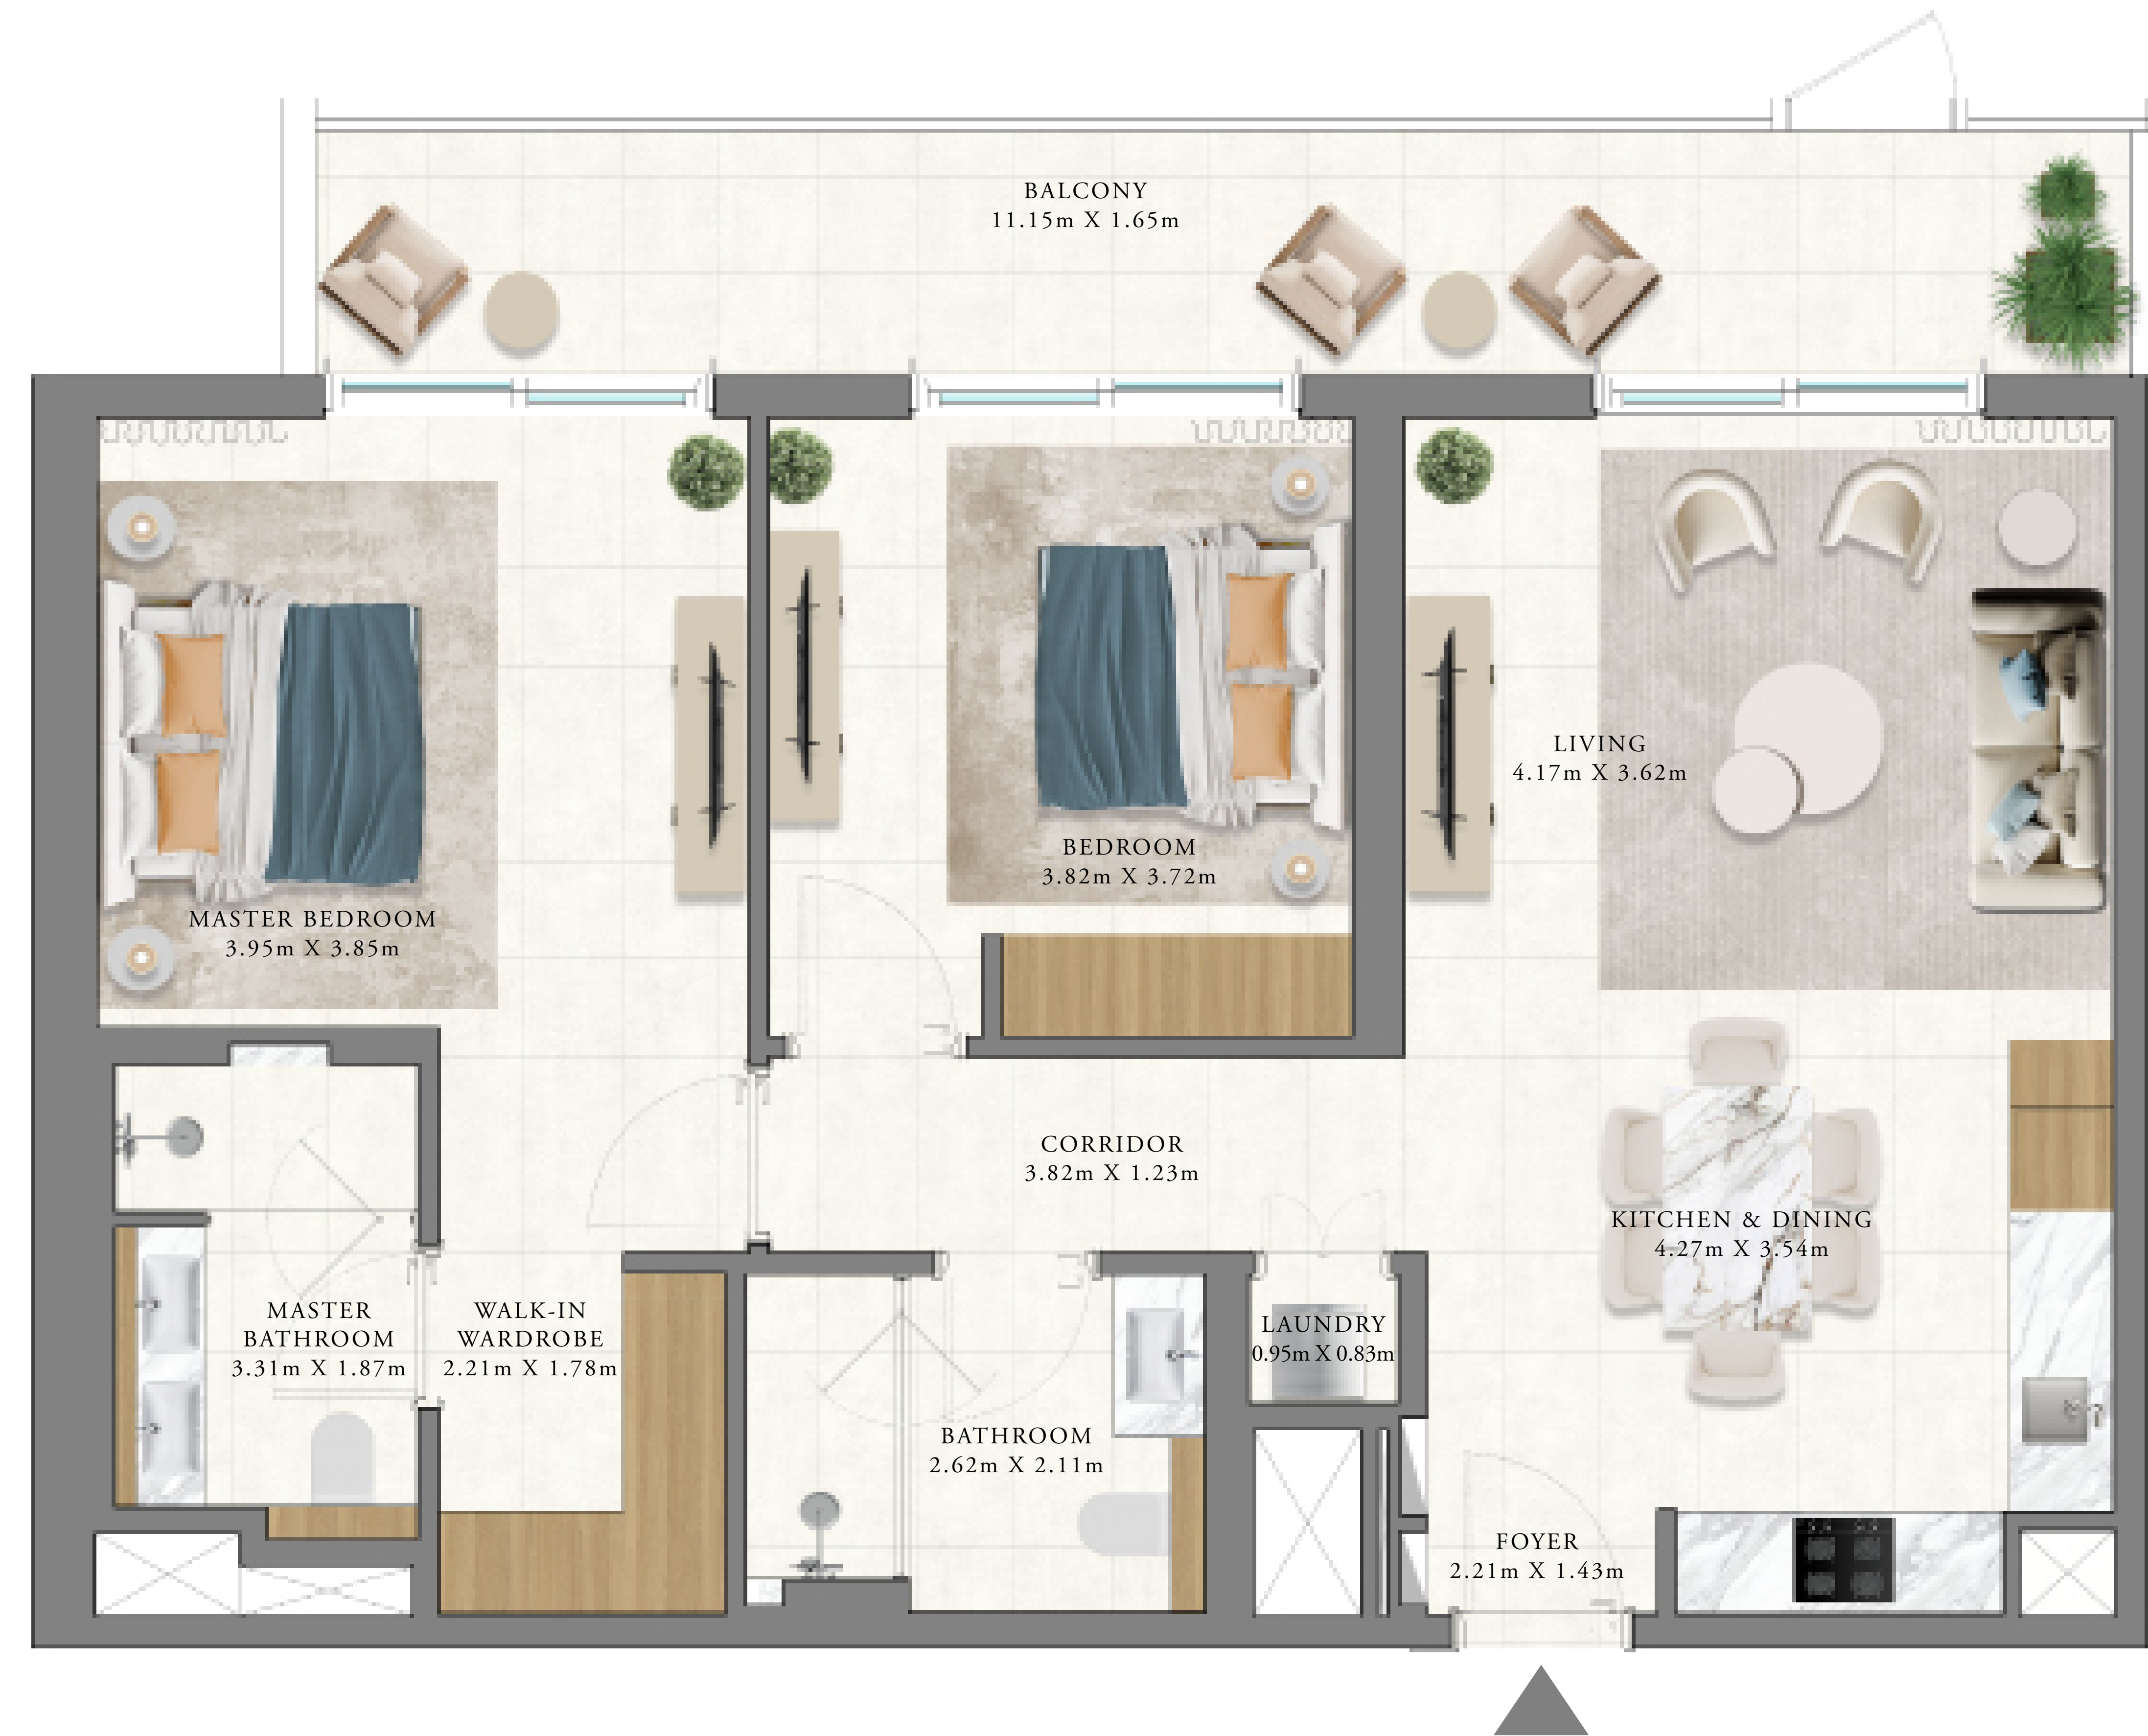 BALCONY
11.15m X 1.65m
LIVING
4.17m X 3.62m
BEDROOM
3.82m X 3.72m
MASTER BEDROOM
3.95m X 3.85m
CORRIDOR
3.82m X 1.23m
KITCHEN & DINING
4.27m X 3.54m
MASTER
BATHROOM
3.31m X 1.87m
WALK-IN
WARDROBE
2.21m X 1.78m
LAUNDRY
0.95m X 0.83m
BATHROOM
2.62m X 2.11m
FOYER
2.21m X 1.43m